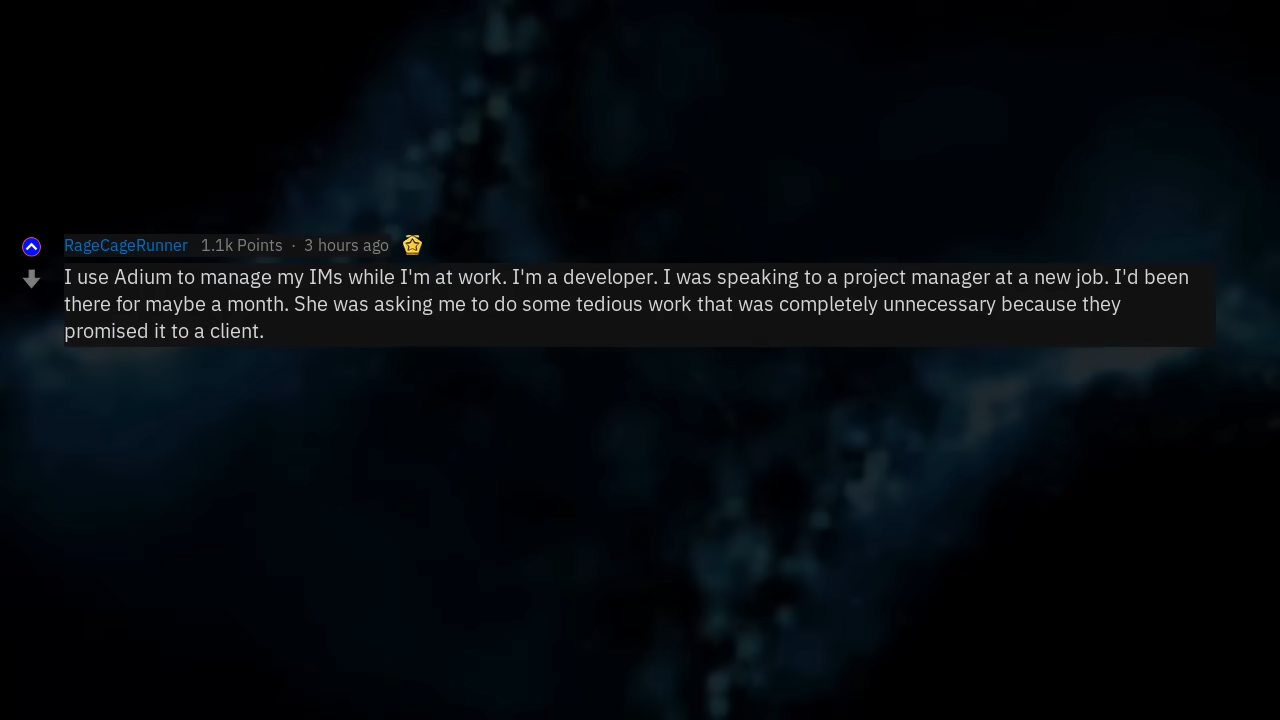 RageCageRunner 1.1k Points · 3 hours ago
I use Adium to manage my IMs while I'm at work. I'm a developer. I was speaking to a project manager at a new job. I'd been
there for maybe a month. She was asking me to do some tedious work that was completely unnecessary because they
promised it to a client.